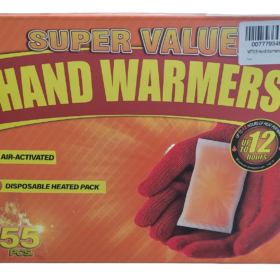 SUPER VALUE
HAND WARMERS
AIR-ACTIVATED
DISPOSABLE HEATED PACK
UP TO
12
HOURS
55
PCS.